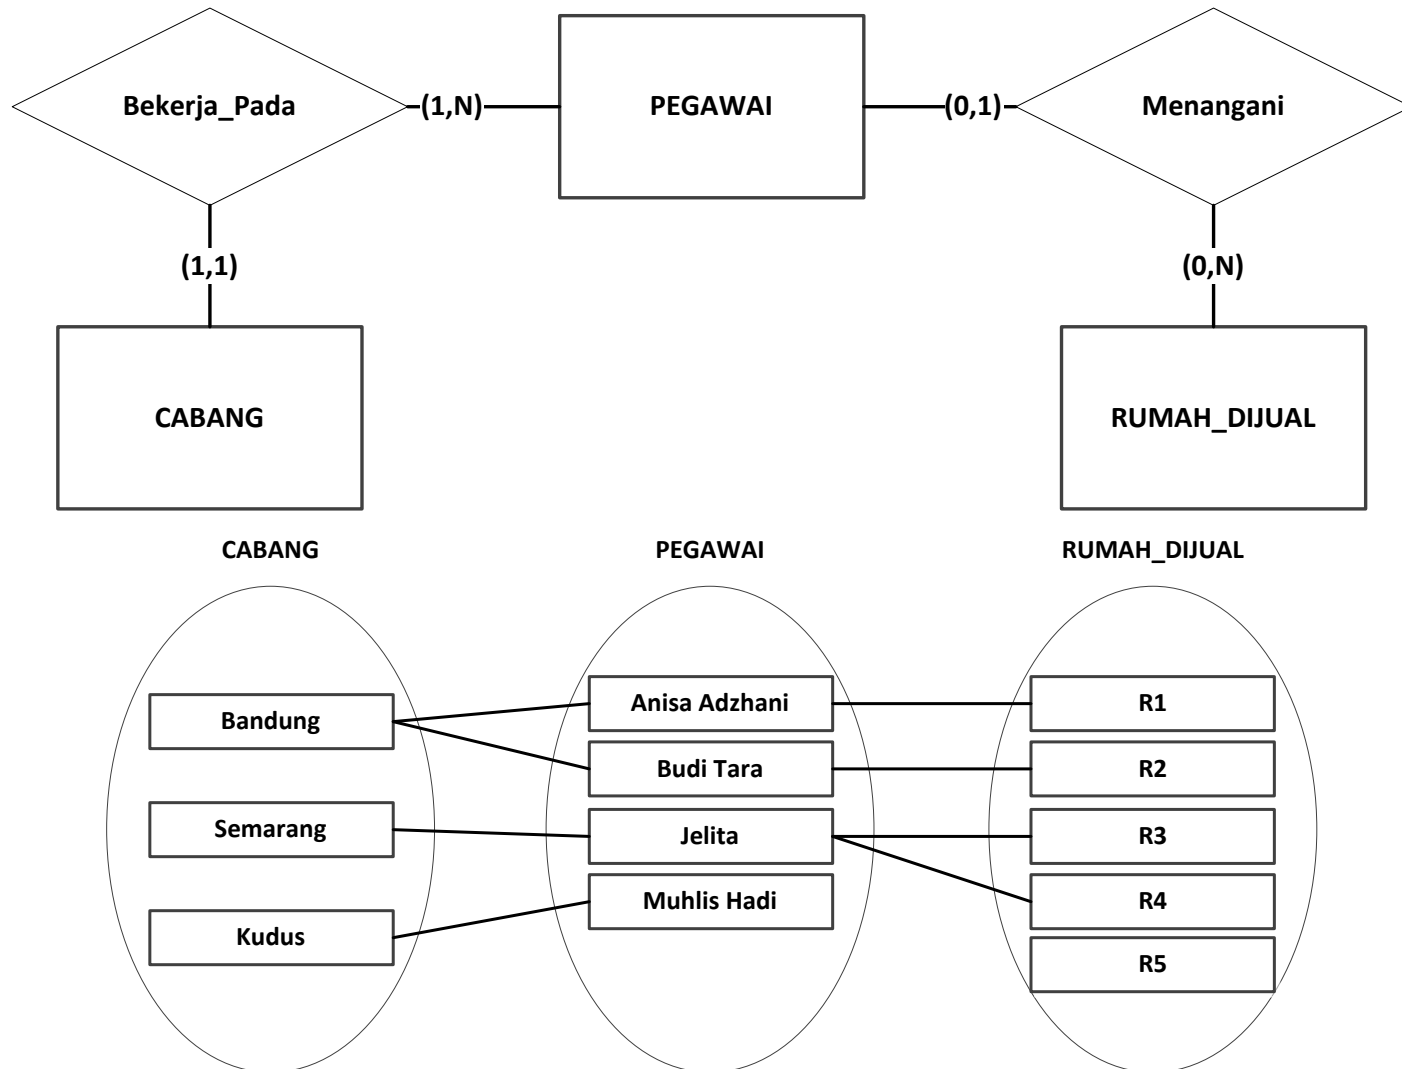 Bekerja_Pada
(1,N)
PEGAWAI
(0,1)
Menangani
(1,1)
(0,N)
CABANG
RUMAH_DIJUAL
CABANG
PEGAWAI
RUMAH_DIJUAL
Bandung
Semarang
Kudus
Anisa Adzhani
Budi Tara
Jelita
Muhlis Hadi
R1
R2
R3
R4
R5